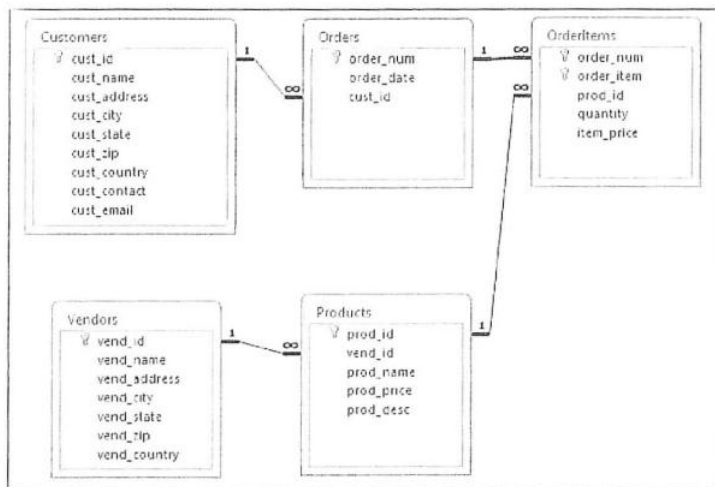 Customers
cust_id
cust_name
cust_address
cust_city
cust_state
cust_zip
cust_country
cust_contact
cust_email
1
∞
Orders
order_num
order_date
cust_id
1
∞
OrderItems
order_num
order_item
prod_id
quantity
item_price
∞
Vendors
vend_id
vend_name
vend_address
vend_city
vend_state
vend_zip
vend_country
1
∞
Products
prod_id
vend_id
prod_name
prod_price
prod_desc
1